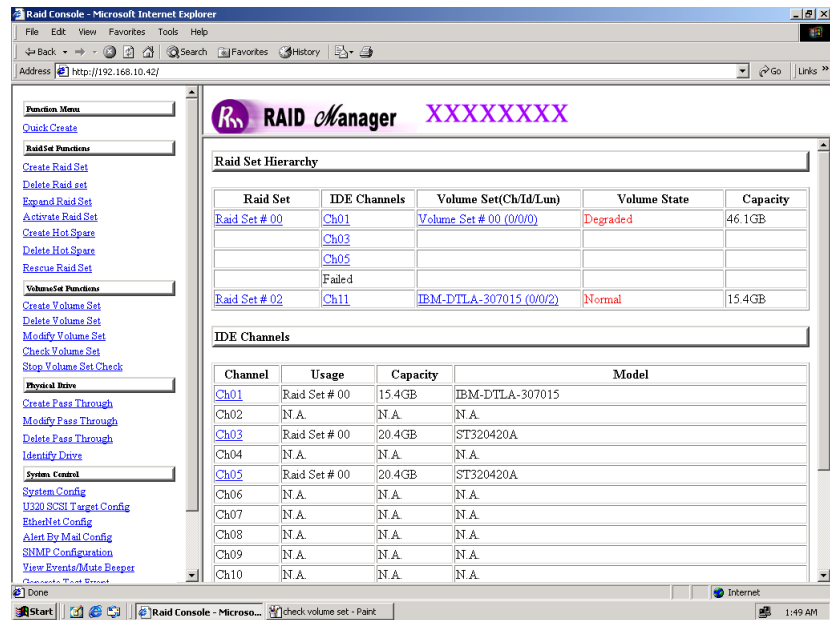 Raid Console - Microsoft Internet Explorer
File Edit View Favorites Tools Help
Back Search Favorites History
Address http://192.168.10.42/ Go Links »
Function Menu
Quick Create
Raid Set Functions
Create Raid Set
Delete Raid set
Expand Raid Set
Activate Raid Set
Create Hot Spare
Delete Hot Spare
Rescue Raid Set
VolumeSet Functions
Create Volume Set
Delete Volume Set
Modify Volume Set
Check Volume Set
Stop Volume Set Check
Physical Drive
Create Pass Through
Modify Pass Through
Delete Pass Through
Identify Drive
System Control
System Config
U320 SCSI Target Config
EtherNet Config
Alert By Mail Config
SNMP Configuration
View Events/Mute Beeper
Generate Test Event
Rm RAID Manager XXXXXXXX
Raid Set Hierarchy
Raid Set IDE Channels Volume Set(Ch/Id/Lun) Volume State Capacity
Raid Set # 00 Ch01 Volume Set # 00 (0/0/0) Degraded 46.1GB
Ch03
Ch05
Failed
Raid Set # 02 Ch11 IBM-DTLA-307015 (0/0/2) Normal 15.4GB
IDE Channels
Channel Usage Capacity Model
Ch01 Raid Set # 00 15.4GB IBM-DTLA-307015
Ch02 N.A. N.A. N.A.
Ch03 Raid Set # 00 20.4GB ST320420A
Ch04 N.A. N.A. N.A.
Ch05 Raid Set # 00 20.4GB ST320420A
Ch06 N.A. N.A. N.A.
Ch07 N.A. N.A. N.A.
Ch08 N.A. N.A. N.A.
Ch09 N.A. N.A. N.A.
Ch10 N.A. N.A. N.A.
Done Internet
Start Raid Console - Microso... check volume set - Paint 1:49 AM